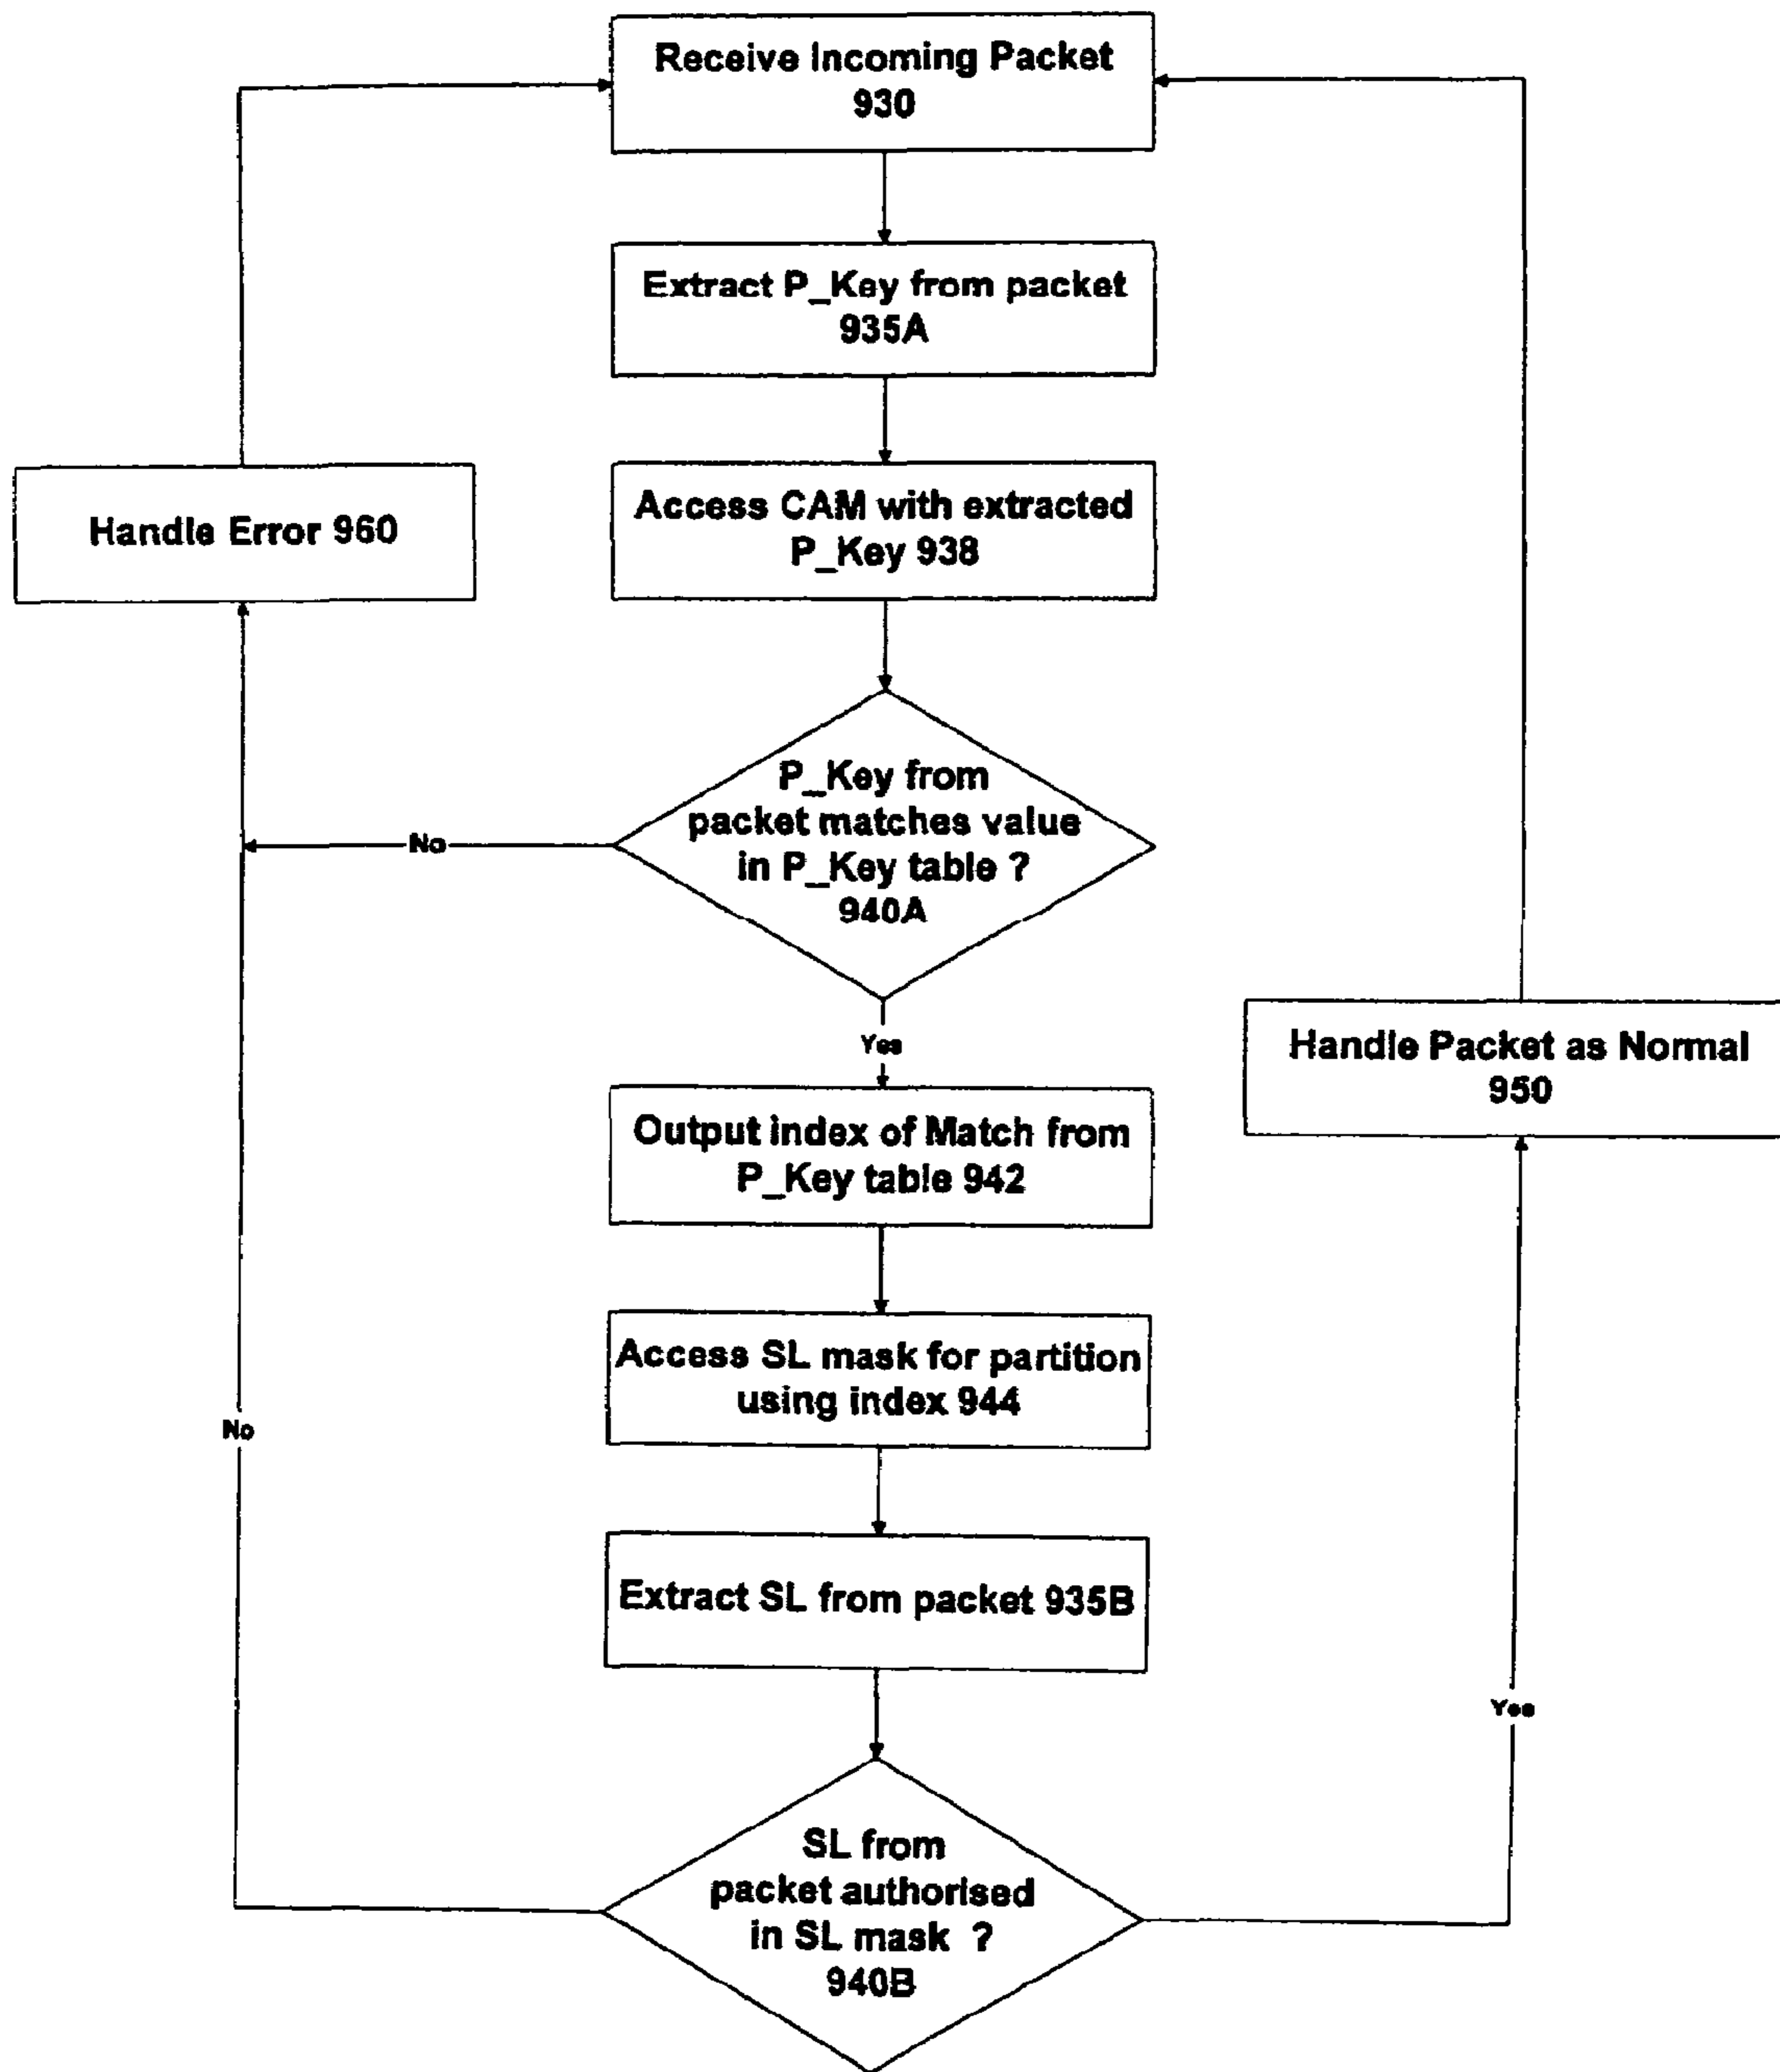 Receive Incoming Packet
930
Extract P_Key from packet
935A
Access CAM with extracted
P_Key 938
Handle Error 960
P_Key from
packet matches value
in P_Key table ?
940A
No
Yes
Handle Packet as Normal
950
Output index of Match from
P_Key table 942
Access SL mask for partition
using index 944
No
Extract SL from packet 935B
Yes
SL from
packet authorised
in SL mask ?
940B